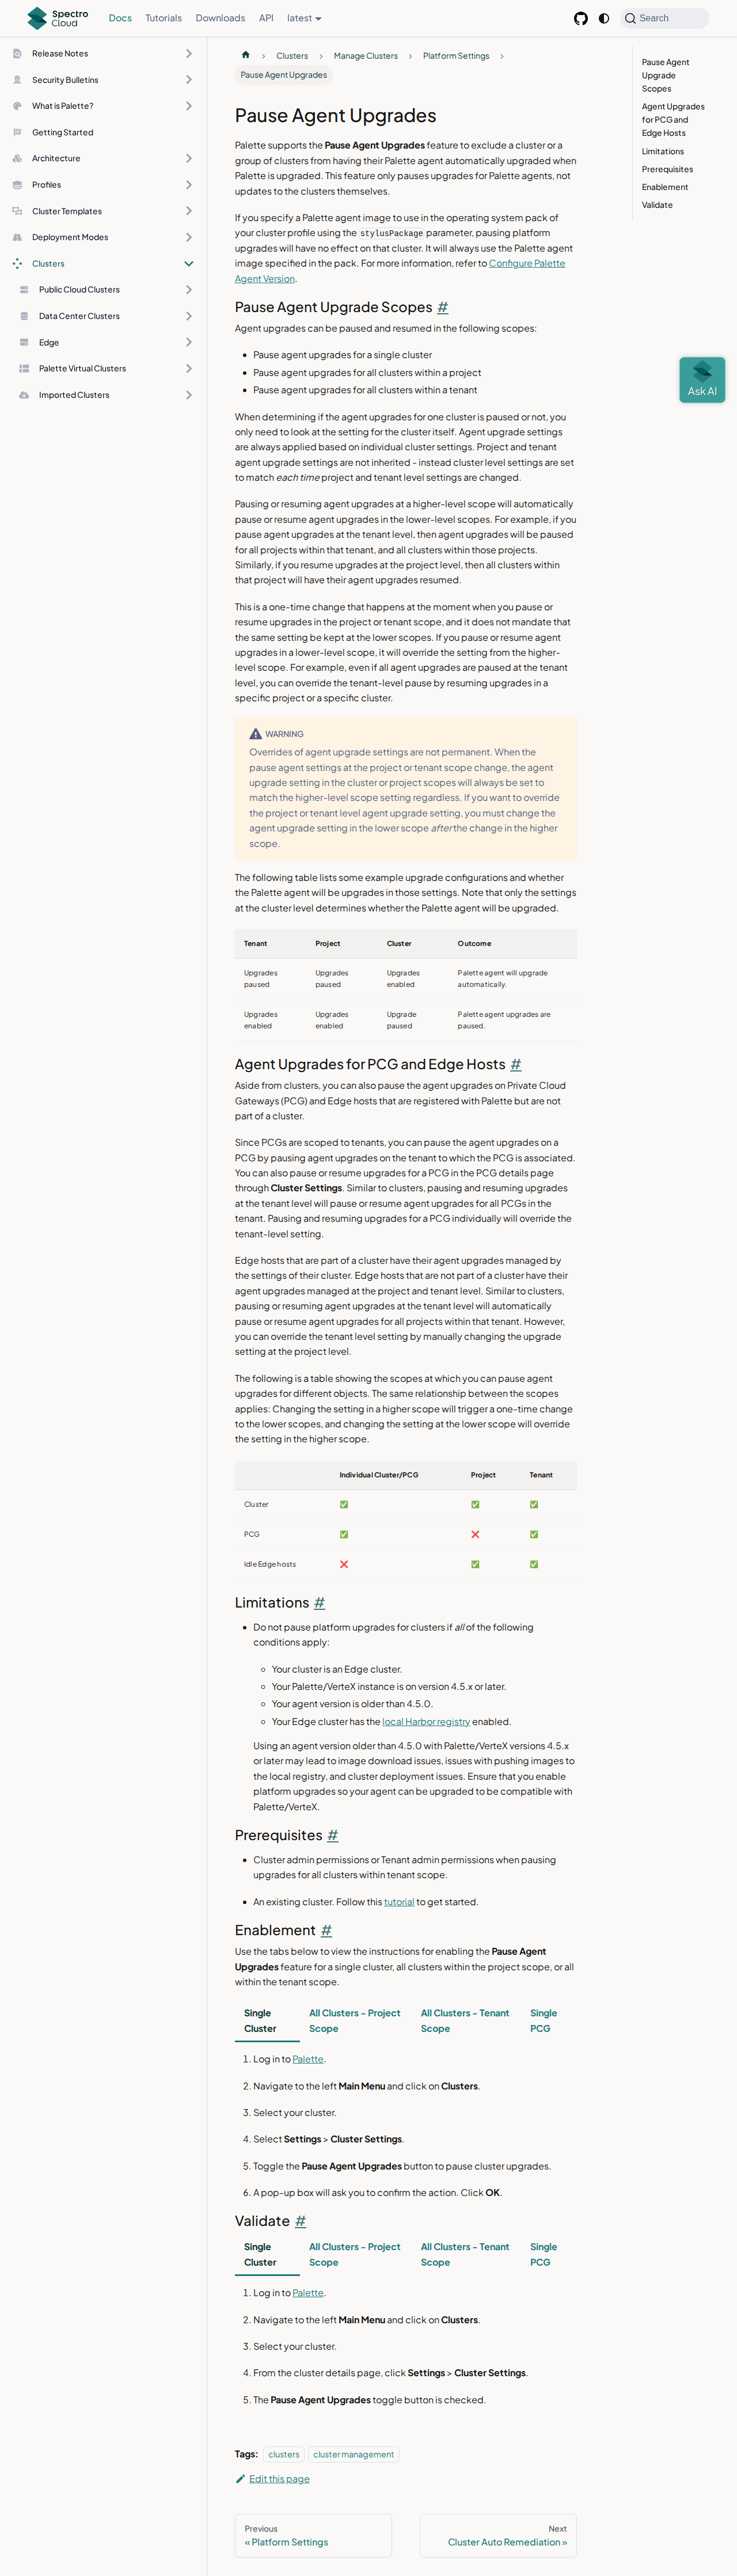 Spectro
Cloud
Docs
Tutorials
Downloads
API
latest
Search
Release Notes
Security Bulletins
What is Palette?
Getting Started
Architecture
Profiles
Cluster Templates
Deployment Modes
Clusters
Public Cloud Clusters
Data Center Clusters
Edge
Palette Virtual Clusters
Imported Clusters
Clusters
Manage Clusters
Platform Settings
Pause Agent Upgrades
Pause Agent Upgrades
Palette supports the Pause Agent Upgrades feature to exclude a cluster or a
group of clusters from having their Palette agent automatically upgraded when
Palette is upgraded. This feature only pauses upgrades for Palette agents, not
updates to the clusters themselves.
If you specify a Palette agent image to use in the operating system pack of
your cluster profile using the stylusPackage parameter, pausing platform
upgrades will have no effect on that cluster. It will always use the Palette agent
image specified in the pack. For more information, refer to Configure Palette
Agent Version.
Pause Agent Upgrade Scopes #
Agent upgrades can be paused and resumed in the following scopes:
Pause agent upgrades for a single cluster
Pause agent upgrades for all clusters within a project
Pause agent upgrades for all clusters within a tenant
When determining if the agent upgrades for one cluster is paused or not, you
only need to look at the setting for the cluster itself. Agent upgrade settings
are always applied based on individual cluster settings. Project and tenant
agent upgrade settings are not inherited - instead cluster level settings are set
to match each time project and tenant level settings are changed.
Pausing or resuming agent upgrades at a higher-level scope will automatically
pause or resume agent upgrades in the lower-level scopes. For example, if you
pause agent upgrades at the tenant level, then agent upgrades will be paused
for all projects within that tenant, and all clusters within those projects.
Similarly, if you resume upgrades at the project level, then all clusters within
that project will have their agent upgrades resumed.
This is a one-time change that happens at the moment when you pause or
resume upgrades in the project or tenant scope, and it does not mandate that
the same setting be kept at the lower scopes. If you pause or resume agent
upgrades in a lower-level scope, it will override the setting from the higher-
level scope. For example, even if all agent upgrades are paused at the tenant
level, you can override the tenant-level pause by resuming upgrades in a
specific project or a specific cluster.
WARNING
Overrides of agent upgrade settings are not permanent. When the
pause agent settings at the project or tenant scope change, the agent
upgrade setting in the cluster or project scopes will always be set to
match the higher-level scope setting regardless. If you want to override
the project or tenant level agent upgrade setting, you must change the
agent upgrade setting in the lower scope after the change in the higher
scope.
The following table lists some example upgrade configurations and whether
the Palette agent will be upgrades in those settings. Note that only the settings
at the cluster level determines whether the Palette agent will be upgraded.
Tenant Project Cluster Outcome
Upgrades paused Upgrades paused Upgrades enabled Palette agent will upgrade automatically.
Upgrades enabled Upgrades enabled Upgrade paused Palette agent upgrades are paused.
Agent Upgrades for PCG and Edge Hosts #
Aside from clusters, you can also pause the agent upgrades on Private Cloud
Gateways (PCG) and Edge hosts that are registered with Palette but are not
part of a cluster.
Since PCGs are scoped to tenants, you can pause the agent upgrades on a
PCG by pausing agent upgrades on the tenant to which the PCG is associated.
You can also pause or resume upgrades for a PCG in the PCG details page
through Cluster Settings. Similar to clusters, pausing and resuming upgrades
at the tenant level will pause or resume agent upgrades for all PCGs in the
tenant. Pausing and resuming upgrades for a PCG individually will override the
tenant-level setting.
Edge hosts that are part of a cluster have their agent upgrades managed by
the settings of their cluster. Edge hosts that are not part of a cluster have their
agent upgrades managed at the project and tenant level. Similar to clusters,
pausing or resuming agent upgrades at the tenant level will automatically
pause or resume agent upgrades for all projects within that tenant. However,
you can override the tenant level setting by manually changing the upgrade
setting at the project level.
The following is a table showing the scopes at which you can pause agent
upgrades for different objects. The same relationship between the scopes
applies: Changing the setting in a higher scope will trigger a one-time change
to the lower scopes, and changing the setting at the lower scope will override
the setting in the higher scope.
Individual Cluster/PCG Project Tenant
Cluster ✅ ✅ ✅
PCG ✅ ❌ ✅
Idle Edge hosts ❌ ✅ ✅
Limitations #
Do not pause platform upgrades for clusters if all of the following
conditions apply:
Your cluster is an Edge cluster.
Your Palette/VerteX instance is on version 4.5.x or later.
Your agent version is older than 4.5.0.
Your Edge cluster has the local Harbor registry enabled.
Using an agent version older than 4.5.0 with Palette/VerteX versions 4.5.x
or later may lead to image download issues, issues with pushing images to
the local registry, and cluster deployment issues. Ensure that you enable
platform upgrades so your agent can be upgraded to be compatible with
Palette/VerteX.
Prerequisites #
Cluster admin permissions or Tenant admin permissions when pausing
upgrades for all clusters within tenant scope.
An existing cluster. Follow this tutorial to get started.
Enablement #
Use the tabs below to view the instructions for enabling the Pause Agent
Upgrades feature for a single cluster, all clusters within the project scope, or all
within the tenant scope.
Single Cluster
All Clusters - Project Scope
All Clusters - Tenant Scope
Single PCG
1. Log in to Palette.
2. Navigate to the left Main Menu and click on Clusters.
3. Select your cluster.
4. Select Settings > Cluster Settings.
5. Toggle the Pause Agent Upgrades button to pause cluster upgrades.
6. A pop-up box will ask you to confirm the action. Click OK.
Validate #
Single Cluster
All Clusters - Project Scope
All Clusters - Tenant Scope
Single PCG
1. Log in to Palette.
2. Navigate to the left Main Menu and click on Clusters.
3. Select your cluster.
4. From the cluster details page, click Settings > Cluster Settings.
5. The Pause Agent Upgrades toggle button is checked.
Tags: clusters cluster management
Edit this page
Previous
« Platform Settings
Next
Cluster Auto Remediation »
Pause Agent
Upgrade
Scopes
Agent Upgrades
for PCG and
Edge Hosts
Limitations
Prerequisites
Enablement
Validate
Ask AI